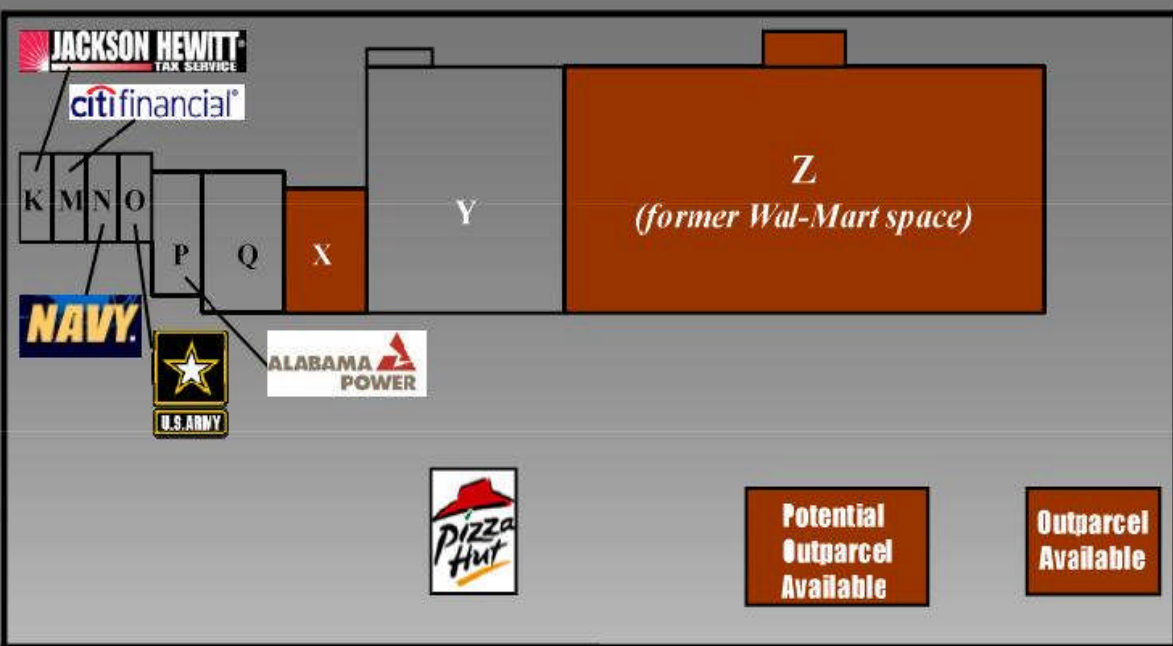 JACKSON HEWITT®
TAX SERVICE
citifinancial®
K M N O
P Q X Y
Z
(former Wal-Mart space)
NAVY.
U.S.ARMY
ALABAMA
POWER
Pizza
Hut
Potential
Outparcel
Available
Outparcel
Available